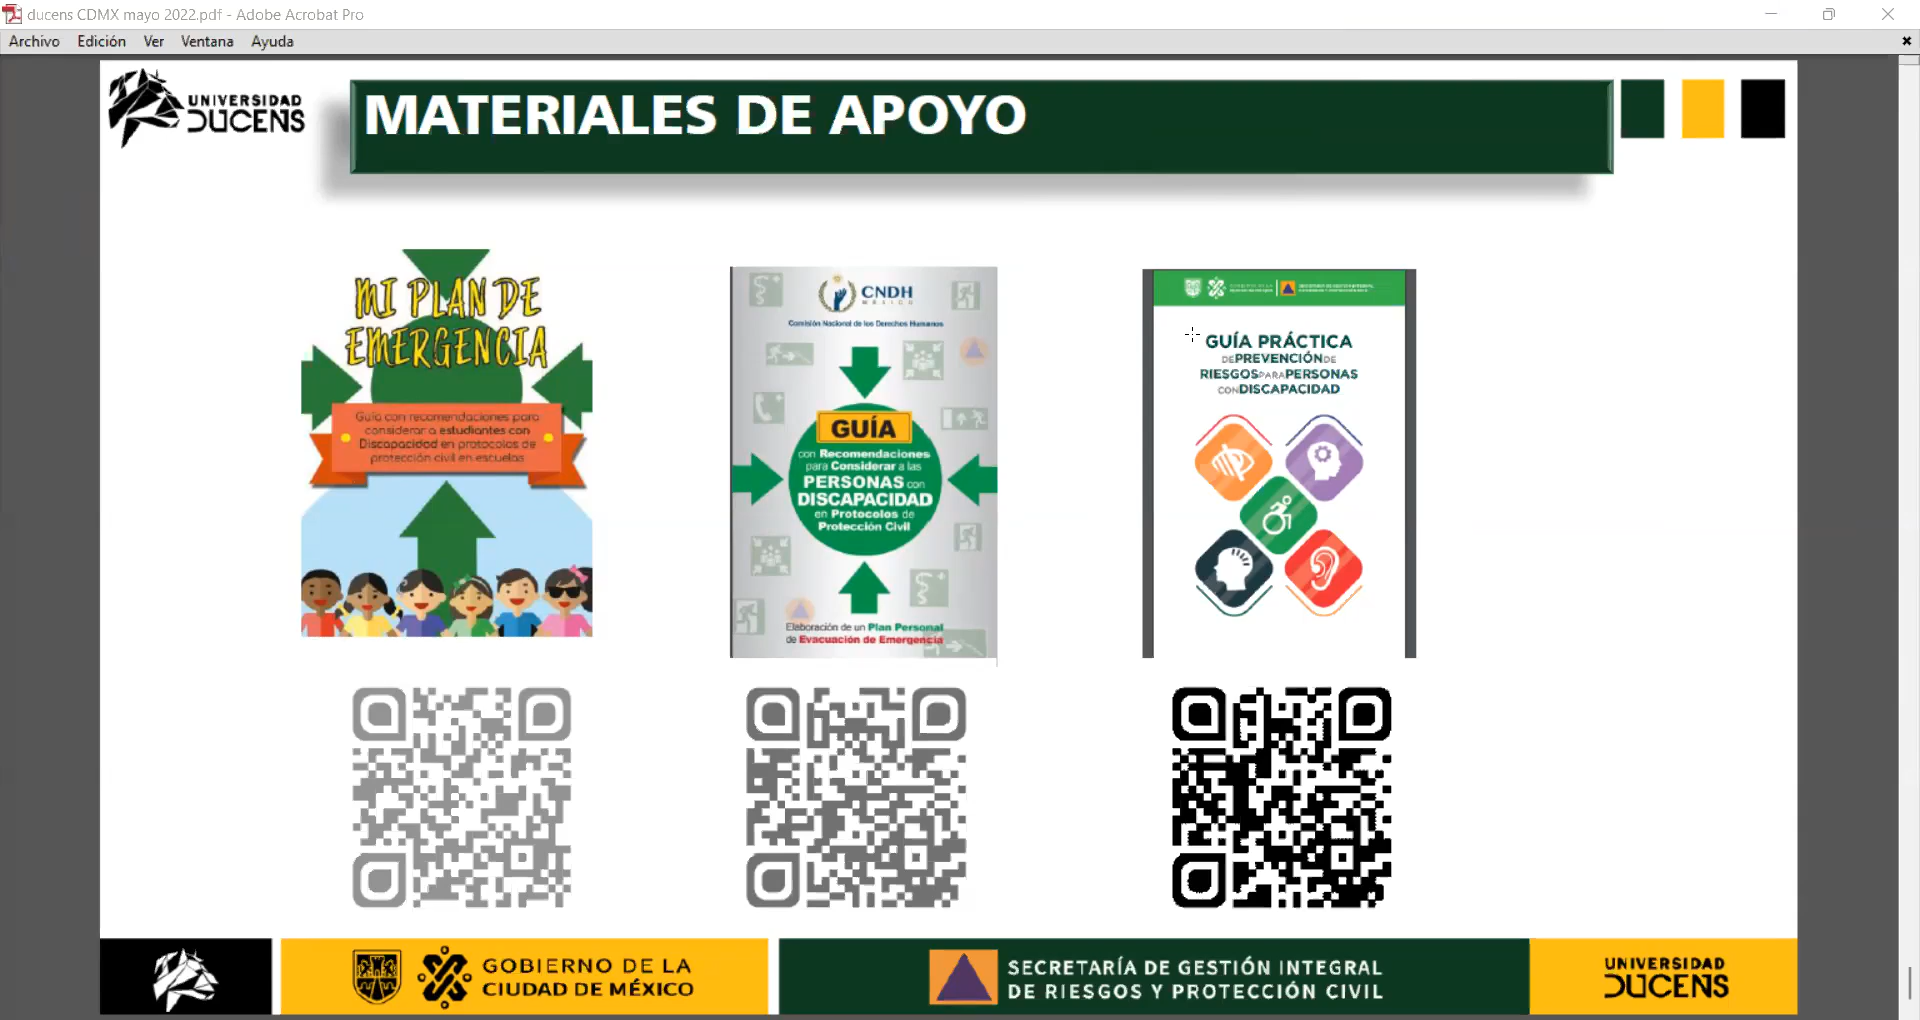 ducens CDMX mayo 2022.pdf - Adobe Acrobat Pro
Archivo Edición Ver Ventana Ayuda
UNIVERSIDAD
DUCENS
MATERIALES DE APOYO
MI PLAN DE
EMERGENCIA
Guía con recomendaciones para
considerar a estudiantes con
Discapacidad en protocolos de
protección civil en escuelas
CNDH
MÉXICO
Comisión Nacional de los Derechos Humanos
GUÍA
con Recomendaciones
para Considerar a las
PERSONAS con
DISCAPACIDAD
en Protocolos de
Protección Civil
Elaboración de un Plan Personal
de Evacuación de Emergencia
GUÍA PRÁCTICA
DE PREVENCIÓN DE
RIESGOS PARA PERSONAS
CON DISCAPACIDAD
GOBIERNO DE LA
CIUDAD DE MÉXICO
SECRETARÍA DE GESTIÓN INTEGRAL
DE RIESGOS Y PROTECCIÓN CIVIL
UNIVERSIDAD
DUCENS